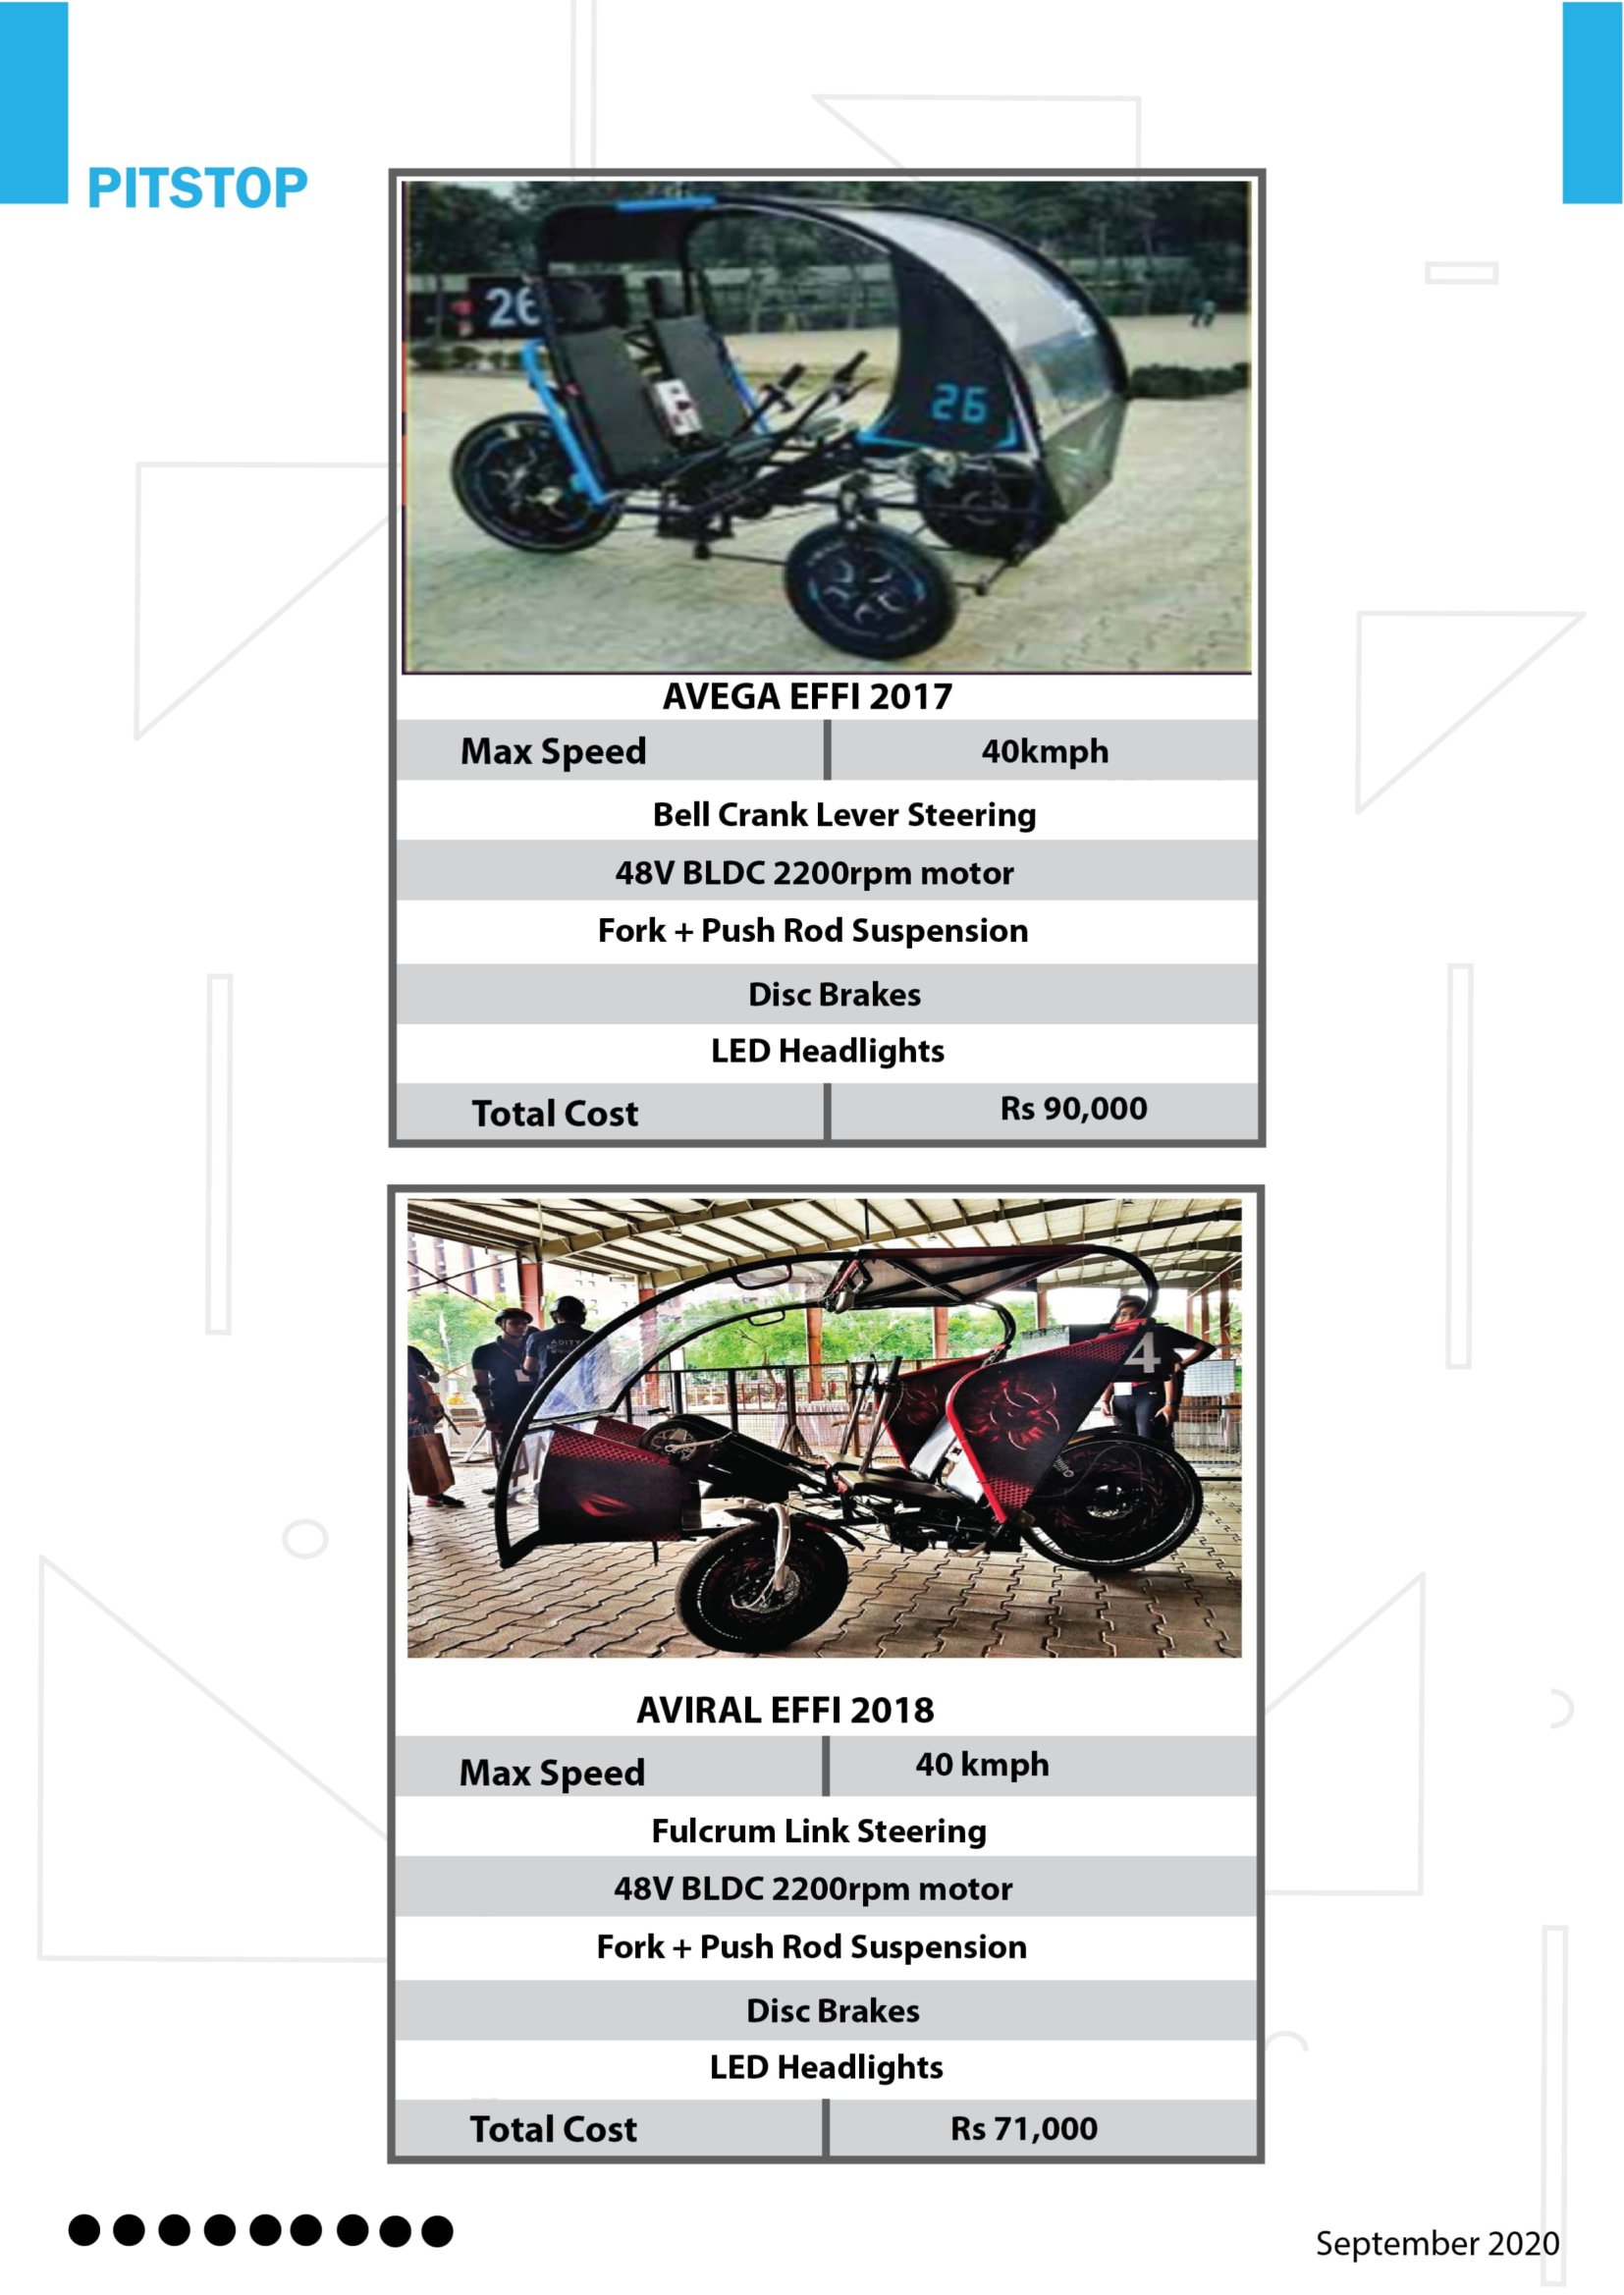 PITSTOP
26
26
AVEGA EFFI 2017
Max Speed 40kmph
Bell Crank Lever Steering
48V BLDC 2200rpm motor
Fork + Push Rod Suspension
Disc Brakes
LED Headlights
Total Cost Rs 90,000
4
AVIRAL EFFI 2018
Max Speed 40 kmph
Fulcrum Link Steering
48V BLDC 2200rpm motor
Fork + Push Rod Suspension
Disc Brakes
LED Headlights
Total Cost Rs 71,000
September 2020